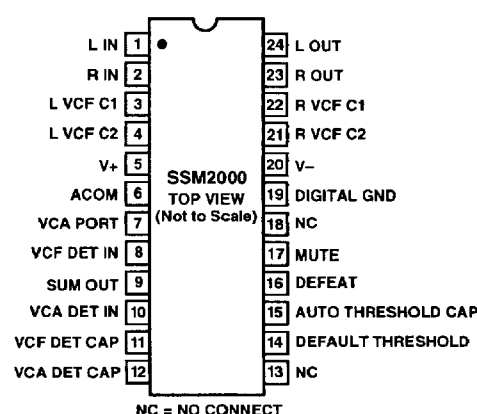 L IN 1 24 L OUT
R IN 2 23 R OUT
L VCF C1 3 22 R VCF C1
L VCF C2 4 21 R VCF C2
V+ 5 20 V–
ACOM 6 SSM2000 19 DIGITAL GND
VCA PORT 7 TOP VIEW 18 NC
VCF DET IN 8 (Not to Scale) 17 MUTE
SUM OUT 9 16 DEFEAT
VCA DET IN 10 15 AUTO THRESHOLD CAP
VCF DET CAP 11 14 DEFAULT THRESHOLD
VCA DET CAP 12 13 NC
NC = NO CONNECT